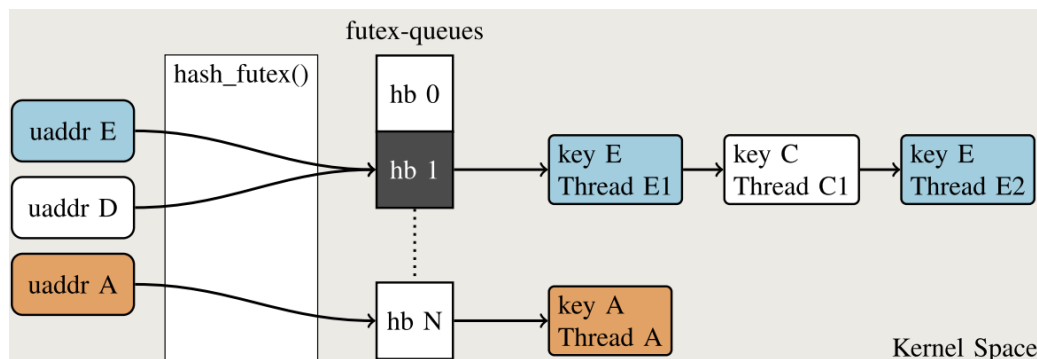 futex-queues
hash_futex()
hb 0
uaddr E
hb 1
key E
Thread E1
key C
Thread C1
key E
Thread E2
uaddr D
uaddr A
hb N
key A
Thread A
Kernel Space